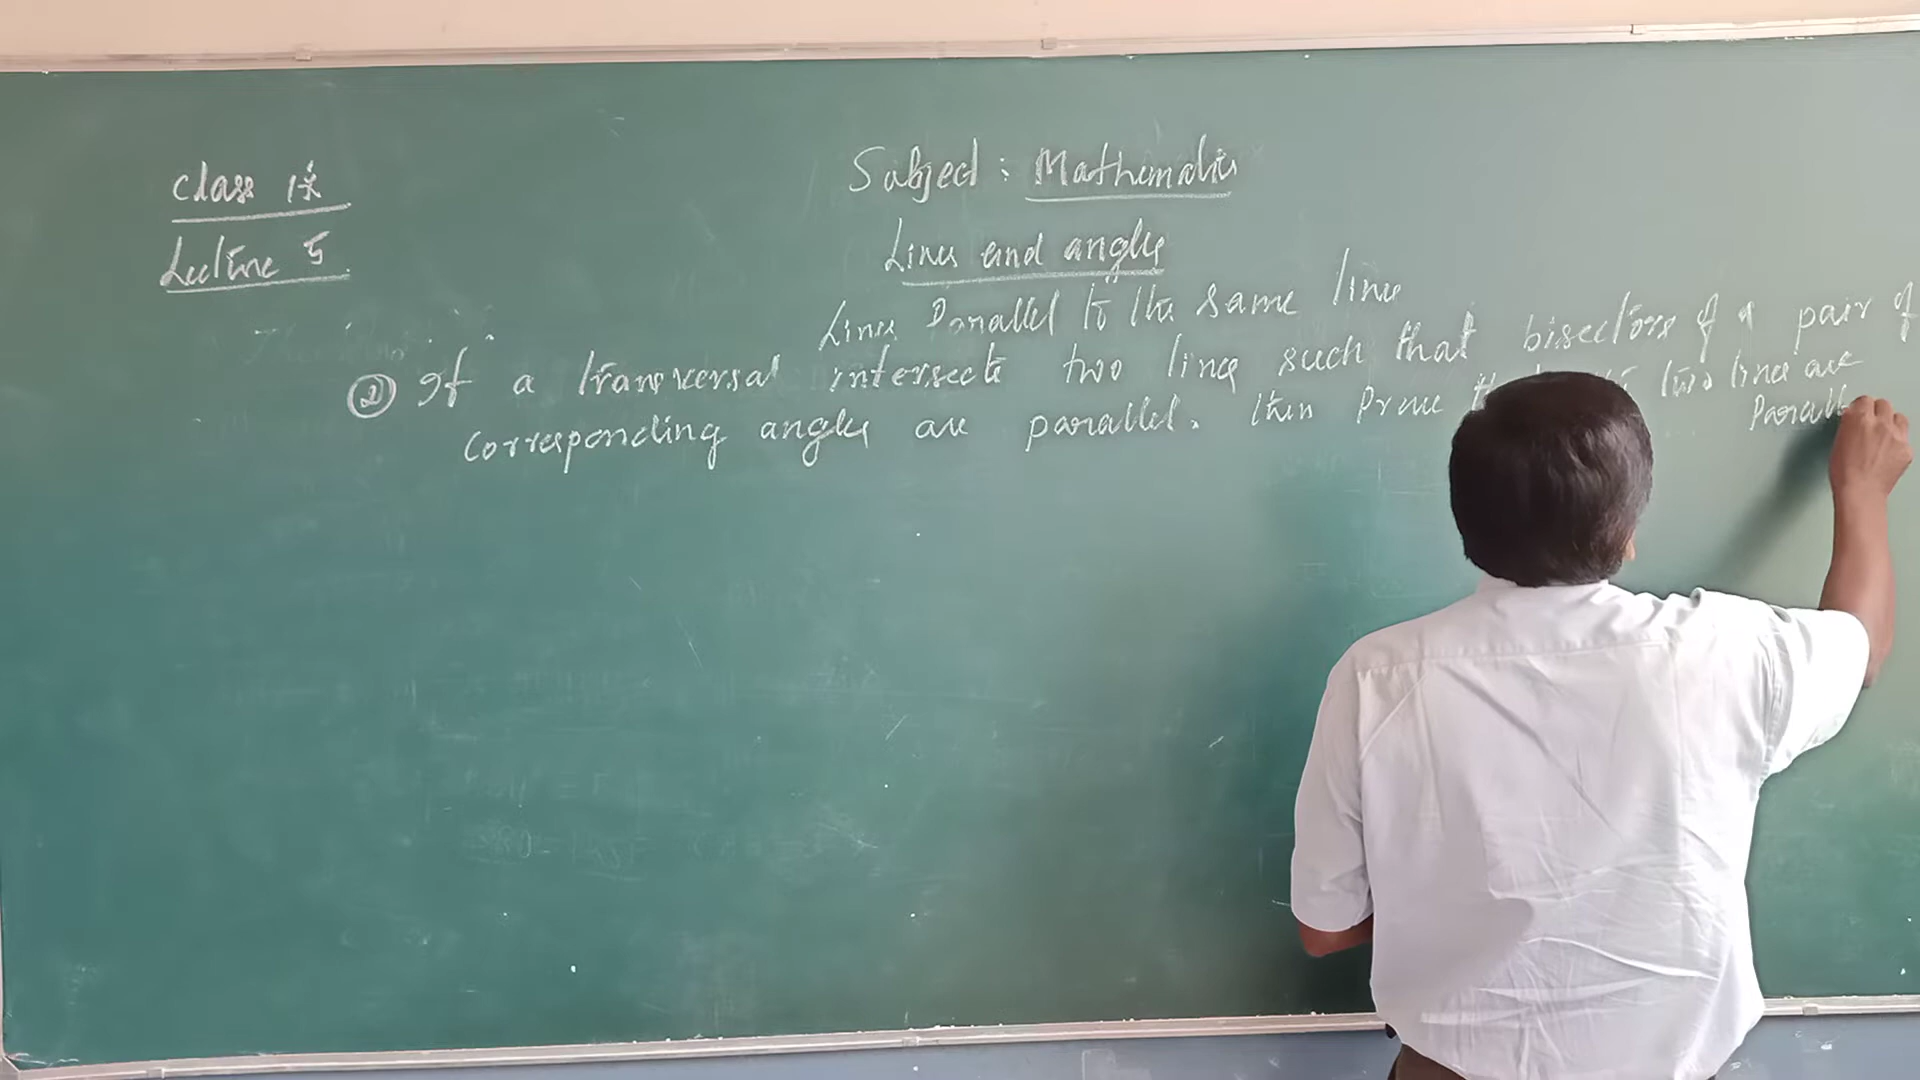 class IX
Lecture 5
Subject : Mathematics
Lines and angles
Lines Parallel to the same line
② If a transversal intersects two lines such that bisectors of a pair of
corresponding angles are parallel. then Prove two lines are
Parall